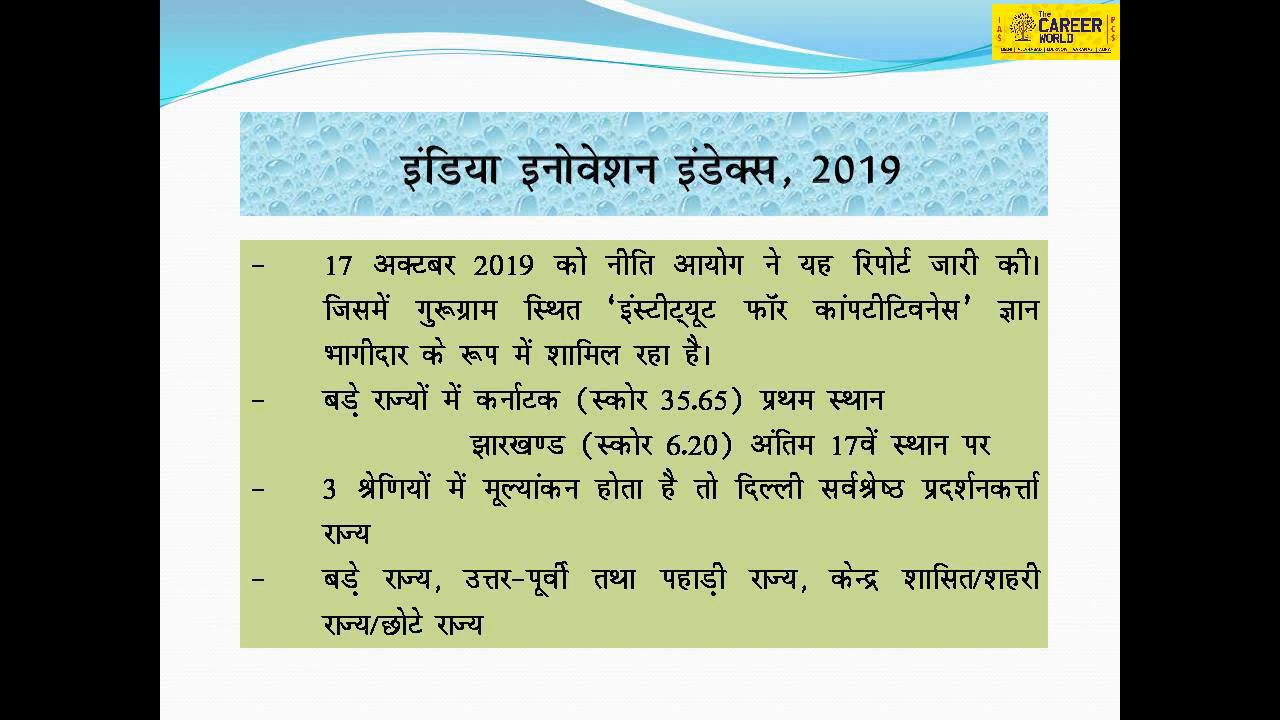 The
CAREER
WORLD
IAS
PCS
इंडिया इनोवेशन इंडेक्स, 2019
- 17 अक्टबर 2019 को नीति आयोग ने यह रिपोर्ट जारी की।
जिसमें गुरूग्राम स्थित ‘इंस्टीट्यूट फॉर कांपटीटिवनेस’ ज्ञान
भागीदार के रूप में शामिल रहा है।
- बड़े राज्यों में कर्नाटक (स्कोर 35.65) प्रथम स्थान
झारखण्ड (स्कोर 6.20) अंतिम 17वें स्थान पर
- 3 श्रेणियों में मूल्यांकन होता है तो दिल्ली सर्वश्रेष्ठ प्रदर्शनकर्त्ता
राज्य
- बड़े राज्य, उत्तर-पूर्वी तथा पहाड़ी राज्य, केन्द्र शासित/शहरी
राज्य/छोटे राज्य